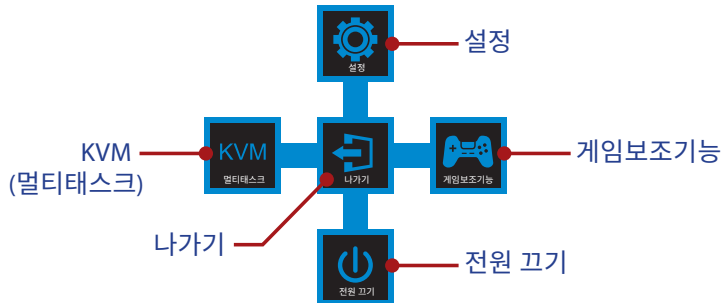 설정
설정
KVM
(멀티태스크)
KVM
멀티태스크
나가기
게임보조기능
게임보조기능
나가기
전원 끄기
전원 끄기